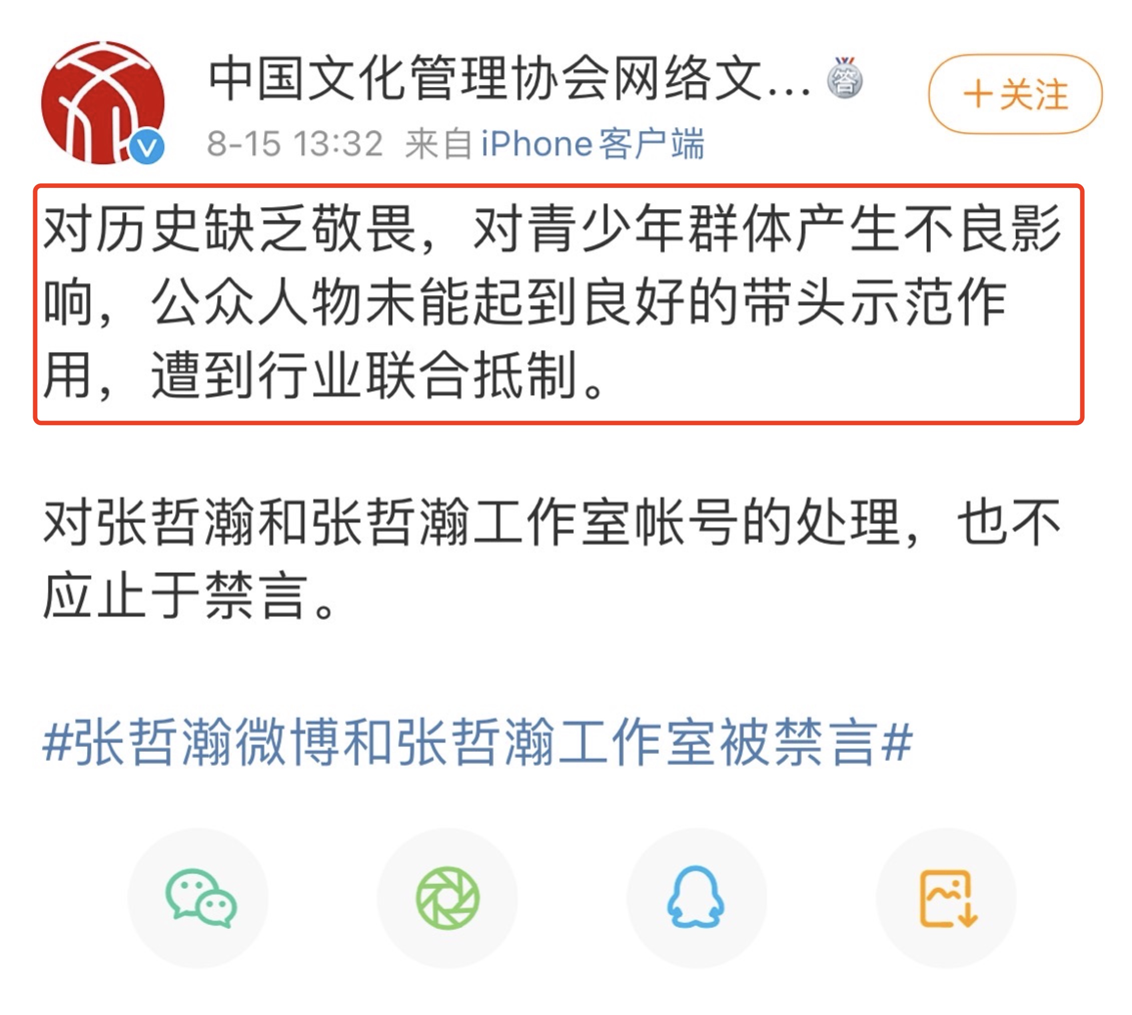 中国文化管理协会网络文...
8-15 13:32 来自 iPhone客户端
+关注
对历史缺乏敬畏，对青少年群体产生不良影
响，公众人物未能起到良好的带头示范作
用，遭到行业联合抵制。
对张哲瀚和张哲瀚工作室帐号的处理，也不
应止于禁言。
#张哲瀚微博和张哲瀚工作室被禁言#